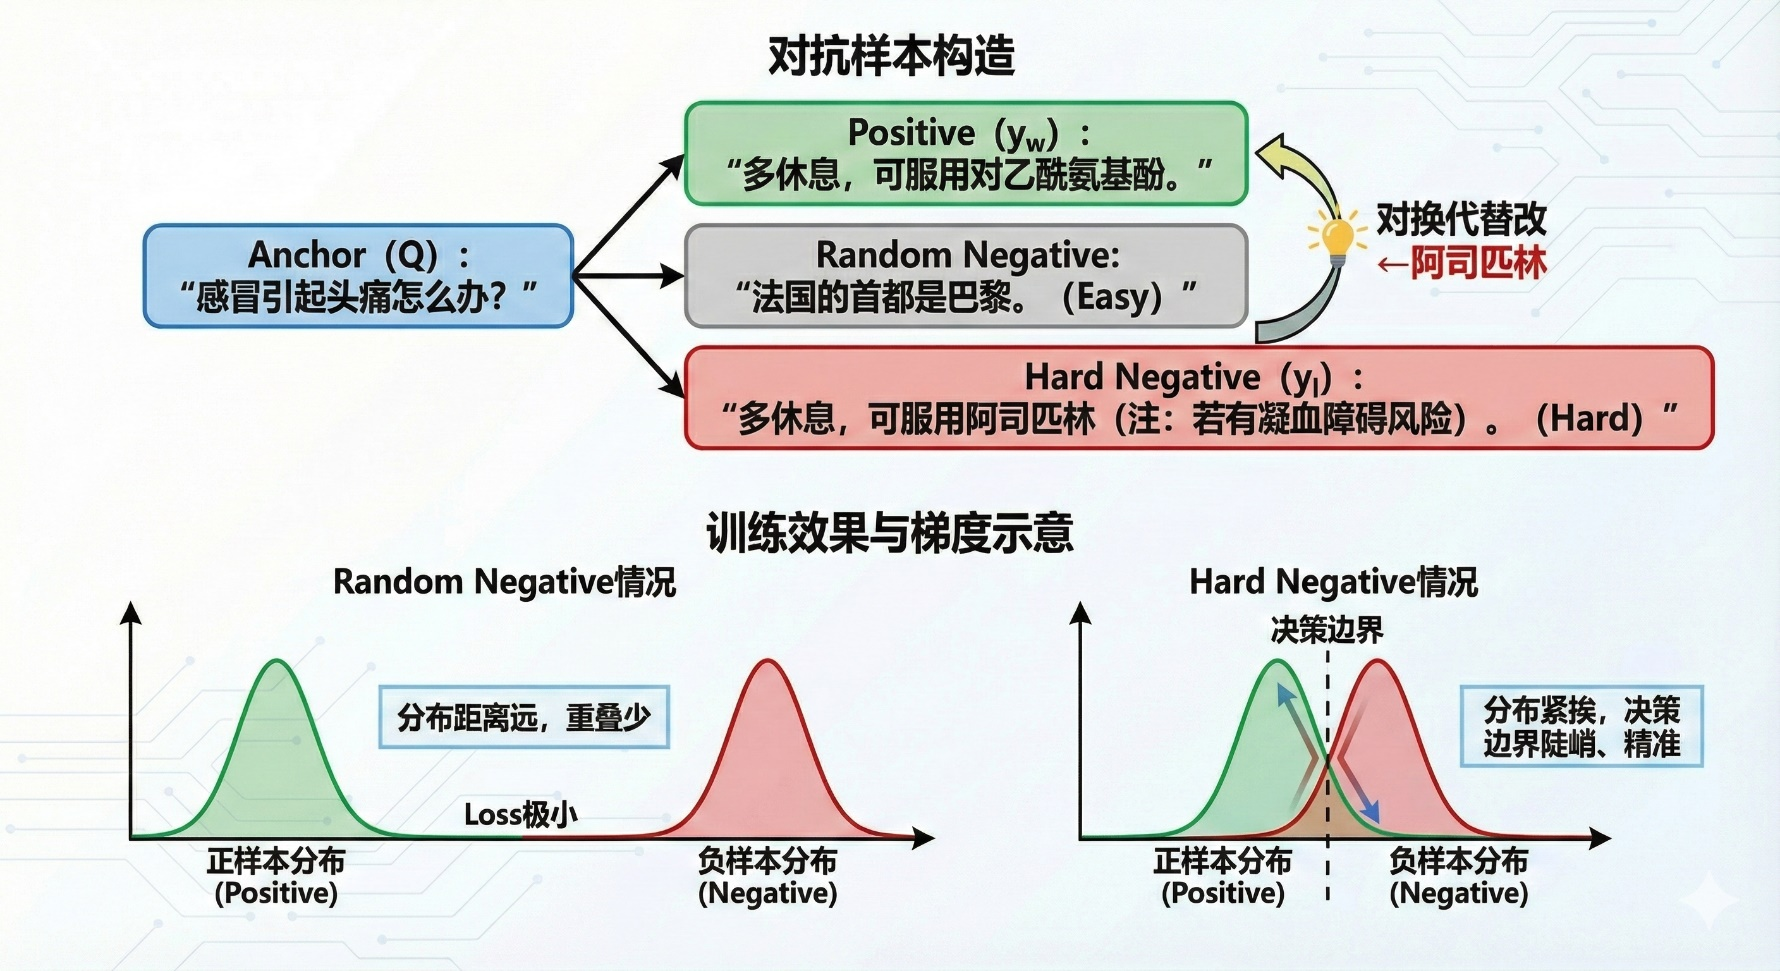 对抗样本构造
Positive（y_w）：
“多休息，可服用对乙酰氨基酚。”
Anchor（Q）：
“感冒引起头痛怎么办？”
Random Negative:
“法国的首都是巴黎。（Easy）”
对换代替改
←阿司匹林
Hard Negative（y_l）：
“多休息，可服用阿司匹林（注：若有凝血障碍风险）。（Hard）”
训练效果与梯度示意
Random Negative情况
分布距离远，重叠少
Loss极小
正样本分布
(Positive)
负样本分布
(Negative)
Hard Negative情况
决策边界
分布紧挨，决策
边界陡峭、精准
正样本分布
(Positive)
负样本分布
(Negative)